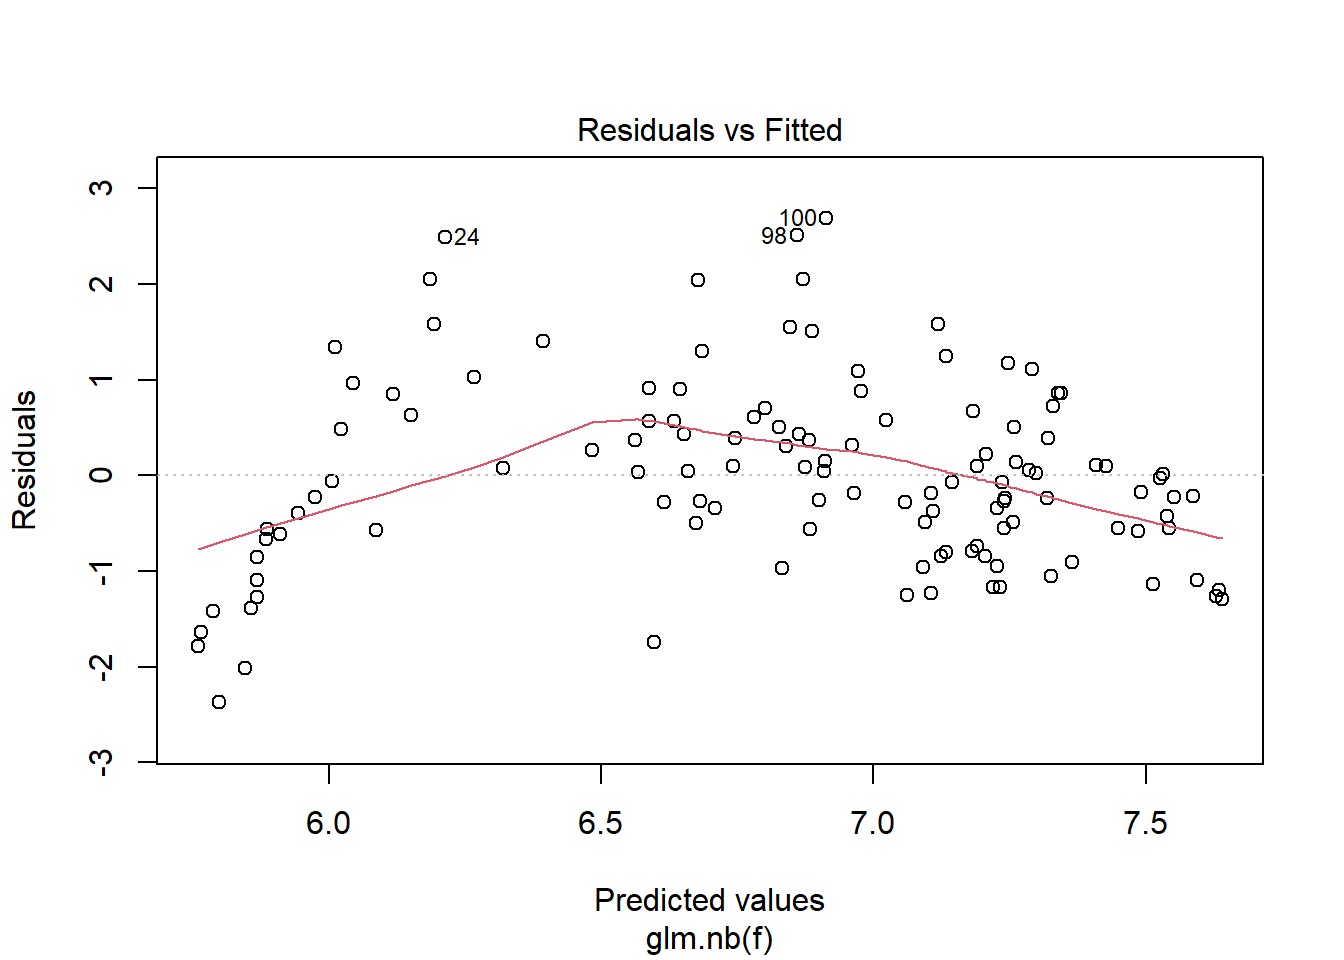 Residuals vs Fitted
3
2
1
0
-1
-2
-3
Residuals
24
100
98
6.0 6.5 7.0 7.5
Predicted values
glm.nb(f)